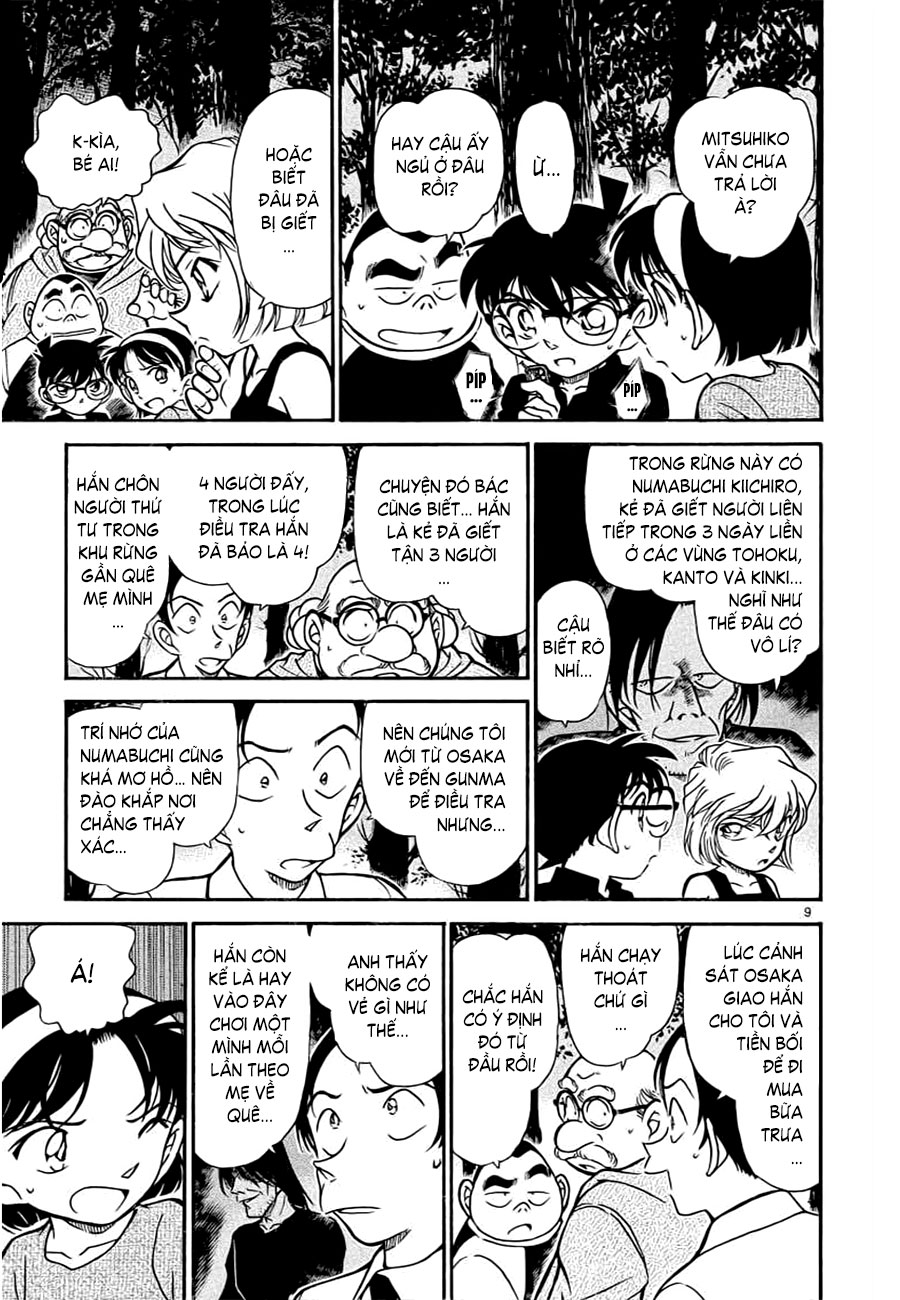 MITSUHIKO
VẪN CHƯA
TRẢ LỜI
À?
Ừ...
HAY CẬU ẤY
NGỦ Ở ĐÂU
RỒI?
PÍP
...
PÍP
...
HOẶC
BIẾT
ĐÂU ĐÃ
BỊ GIẾT
...
K-KÌA,
BÉ AI!
TRONG RỪNG NÀY CÓ
NUMABUCHI KIICHIRO,
KẺ ĐÃ GIẾT NGƯỜI LIÊN
TIẾP TRONG 3 NGÀY LIỀN
Ở CÁC VÙNG TOHOKU,
KANTO VÀ KINKI...
NGHĨ NHƯ
THẾ ĐÂU CÓ
VÔ LÍ?
CẬU
BIẾT RÕ
NHỈ...
CHUYỆN ĐÓ BÁC
CŨNG BIẾT... HẮN
LÀ KẺ ĐÃ GIẾT
TẬN 3 NGƯỜI
...
4 NGƯỜI ĐẤY,
TRONG LÚC
ĐIỀU TRA HẮN
ĐÃ BẢO LÀ 4!
HẮN CHÔN
NGƯỜI THỨ
TƯ TRONG
KHU RỪNG
GẦN QUÊ
MẸ MÌNH
...
NÊN CHÚNG TÔI
MỚI TỪ OSAKA
VỀ ĐẾN GUNMA
ĐỂ ĐIỀU TRA
NHƯNG...
TRÍ NHỚ CỦA
NUMABUCHI CŨNG
KHÁ MƠ HỒ... NÊN
ĐÀO KHẮP NƠI
CHẲNG THẤY
XÁC...
9
LÚC CẢNH
SÁT OSAKA
GIAO HẮN
CHO TÔI VÀ
TIỀN BỐI
ĐỂ ĐI
MUA
BỮA
TRƯA
...
HẮN CHẠY
THOÁT
CHỨ GÌ
...
CHẮC HẮN
CÓ Ý ĐỊNH
ĐÓ TỪ
ĐẦU RỒI!
ANH THẤY
KHÔNG CÓ
VẺ GÌ NHƯ
THẾ...
HẮN CÒN
KỂ LÀ HAY
VÀO ĐÂY
CHƠI MỘT
MÌNH MỖI
LẦN THEO
MẸ VỀ
QUÊ...
Á!